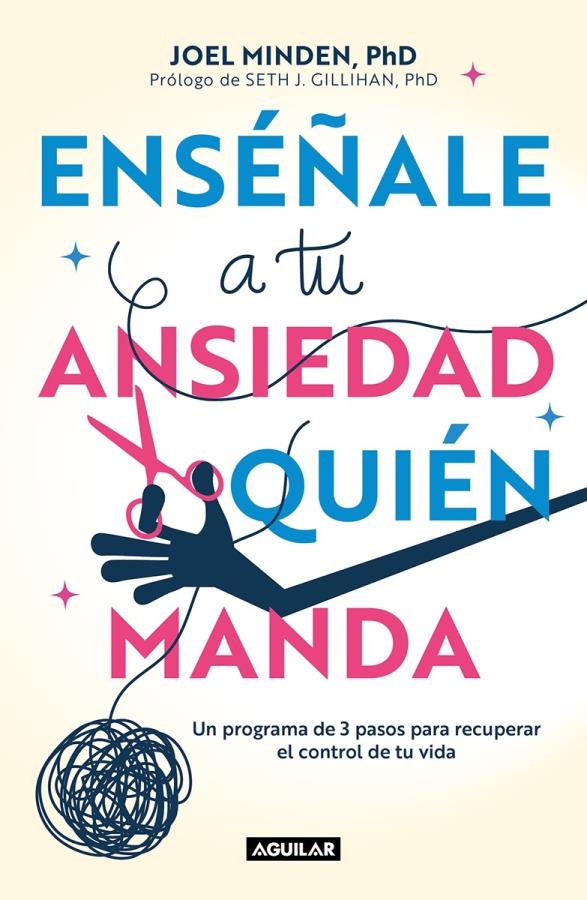 JOEL MINDEN, PhD
Prólogo de SETH J. GILLIHAN, PhD
ENSÉÑALE
a tu
ANSIEDAD
QUIÉN
MANDA
Un programa de 3 pasos para recuperar
el control de tu vida
AGUILAR